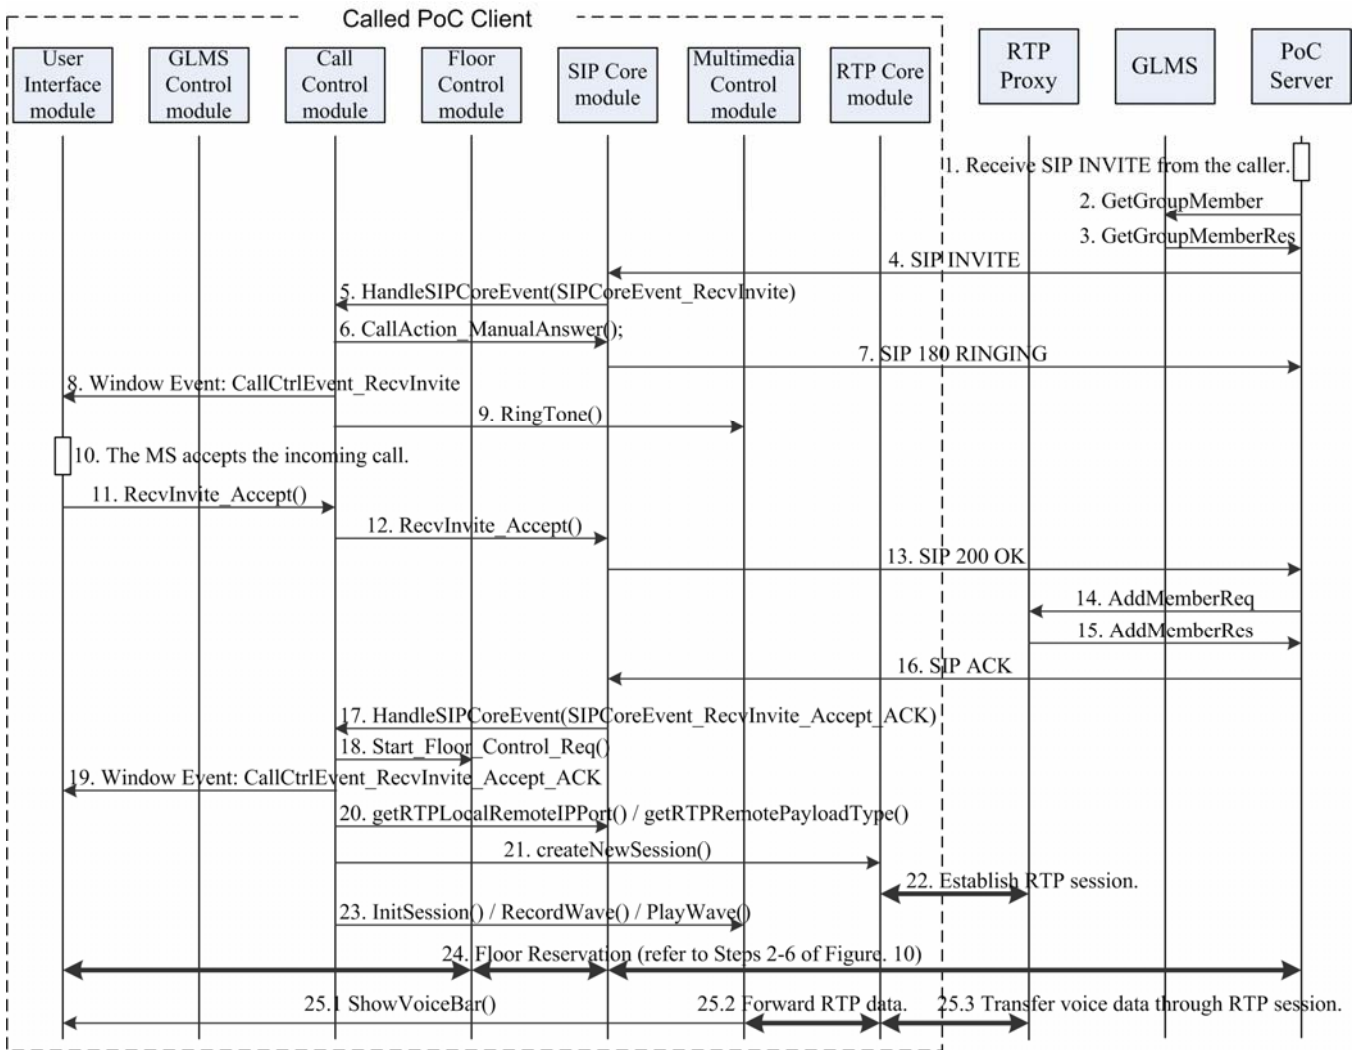 Called PoC Client
User
Interface
module
GLMS
Control
module
Call
Control
module
Floor
Control
module
SIP Core
module
Multimedia
Control
module
RTP Core
module
RTP
Proxy
GLMS
PoC
Server
1. Receive SIP INVITE from the caller.
2. GetGroupMember
3. GetGroupMemberRes
4. SIP INVITE
5. HandleSIPCoreEvent(SIPCoreEvent_RecvInvite)
6. CallAction_ManualAnswer();
7. SIP 180 RINGING
8. Window Event: CallCtrlEvent_RecvInvite
9. RingTone()
10. The MS accepts the incoming call.
11. RecvInvite_Accept()
12. RecvInvite_Accept()
13. SIP 200 OK
14. AddMemberReq
15. AddMemberRes
16. SIP ACK
17. HandleSIPCoreEvent(SIPCoreEvent_RecvInvite_Accept_ACK)
18. Start_Floor_Control_Req()
19. Window Event: CallCtrlEvent_RecvInvite_Accept_ACK
20. getRTPLocalRemoteIPPort() / getRTPRemotePayloadType()
21. createNewSession()
22. Establish RTP session.
23. InitSession() / RecordWave() / PlayWave()
24. Floor Reservation (refer to Steps 2-6 of Figure. 10)
25.1 ShowVoiceBar()
25.2 Forward RTP data.
25.3 Transfer voice data through RTP session.